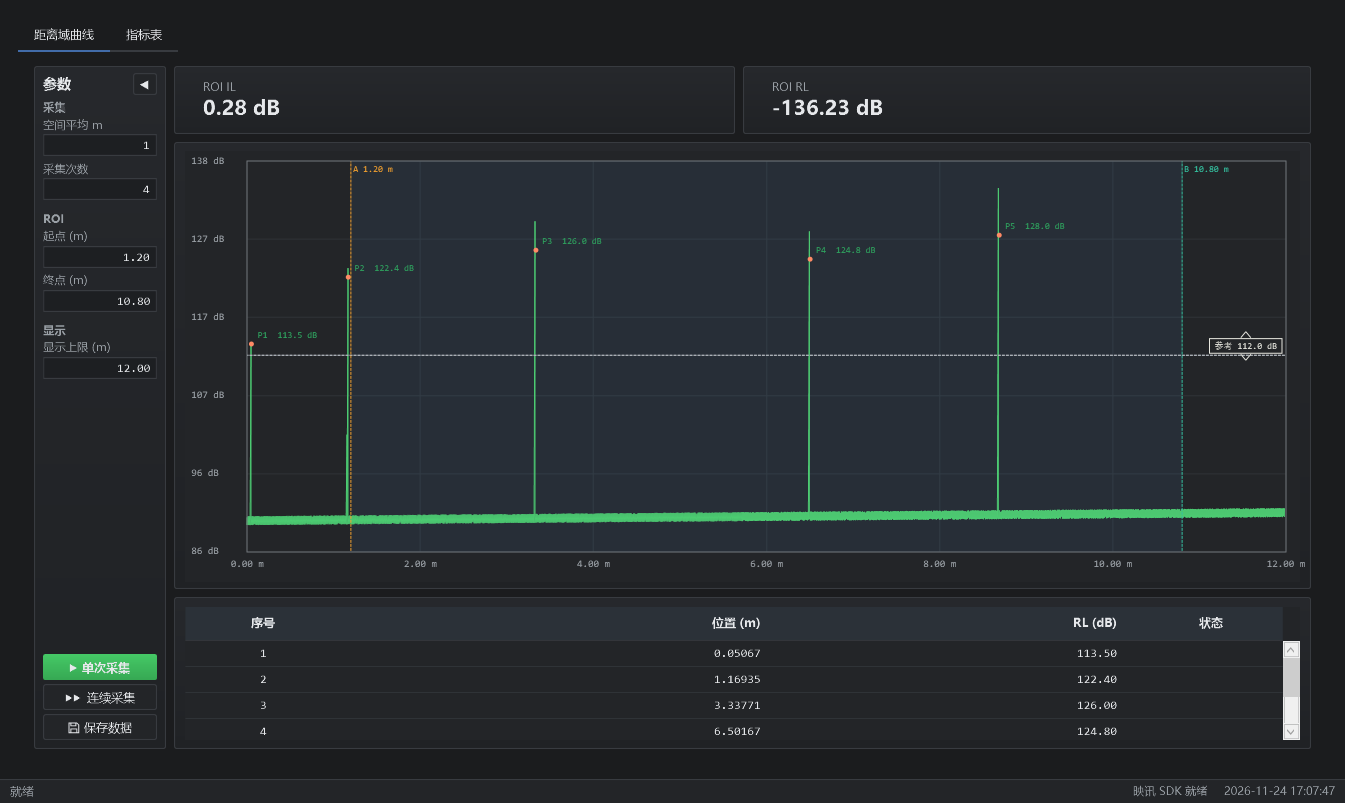 距离域曲线 指标表
参数
采集
空间平均 m
1
采集次数
4
ROI
起点 (m)
1.20
终点 (m)
10.80
显示
显示上限 (m)
12.00
单次采集
连续采集
保存数据
ROI IL
0.28 dB
ROI RL
-136.23 dB
138 dB
127 dB
117 dB
107 dB
96 dB
86 dB
A 1.20 m
B 10.80 m
P1 113.5 dB
P2 122.4 dB
P3 126.0 dB
P4 124.8 dB
P5 128.0 dB
参考 112.0 dB
0.00 m 2.00 m 4.00 m 6.00 m 8.00 m 10.00 m 12.00 m
序号 位置 (m) RL (dB) 状态
1 0.05067 113.50
2 1.16935 122.40
3 3.33771 126.00
4 6.50167 124.80
就绪 映讯 SDK 就绪 2026-11-24 17:07:47